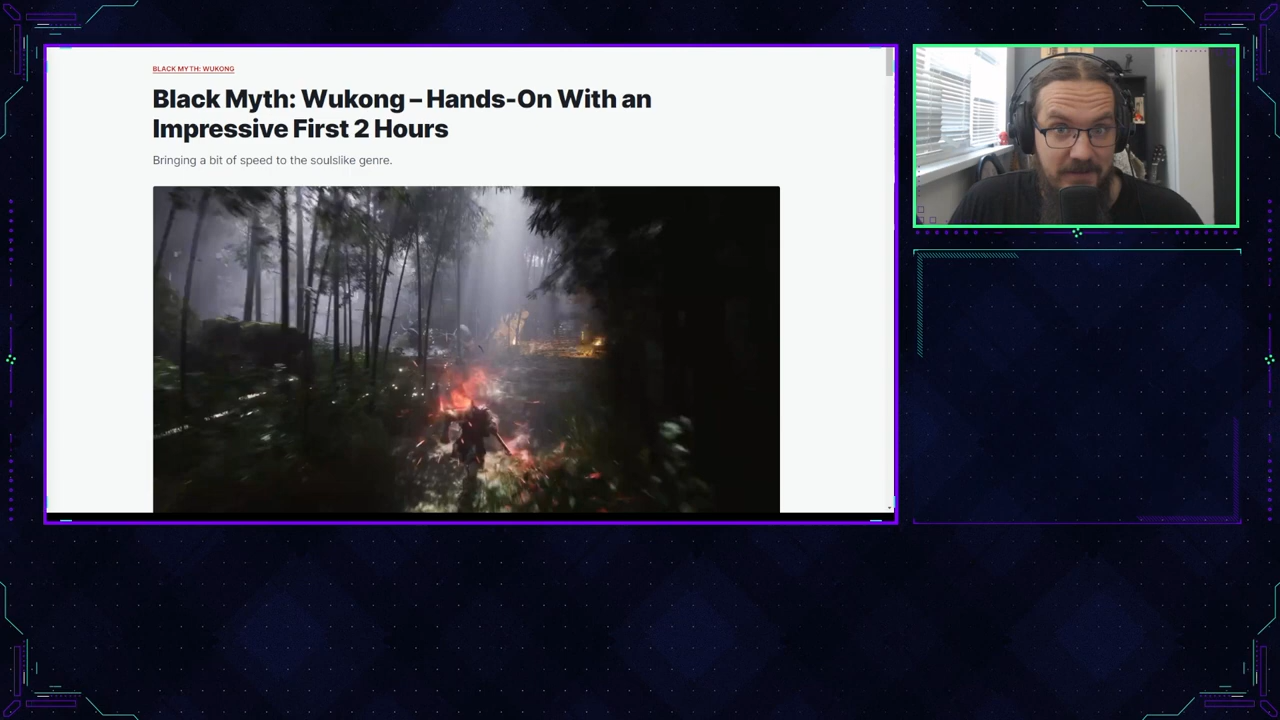 BLACK MYTH: WUKONG
Black Myth: Wukong – Hands-On With an
Impressive First 2 Hours
Bringing a bit of speed to the soulslike genre.